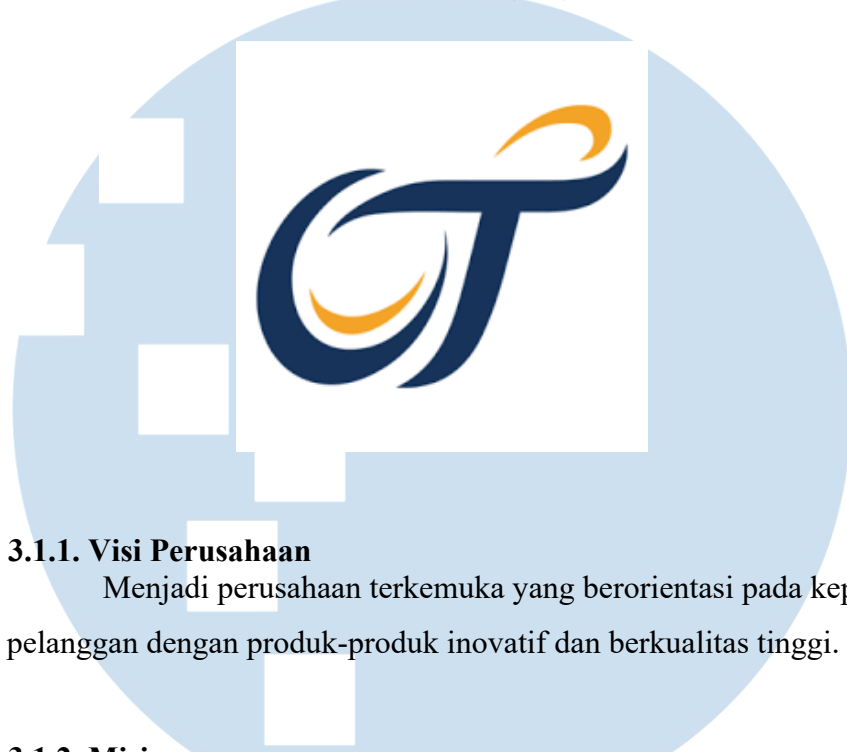 3.1.1. Visi Perusahaan
Menjadi perusahaan terkemuka yang berorientasi pada
pelanggan dengan produk-produk inovatif dan berkualitas tinggi.